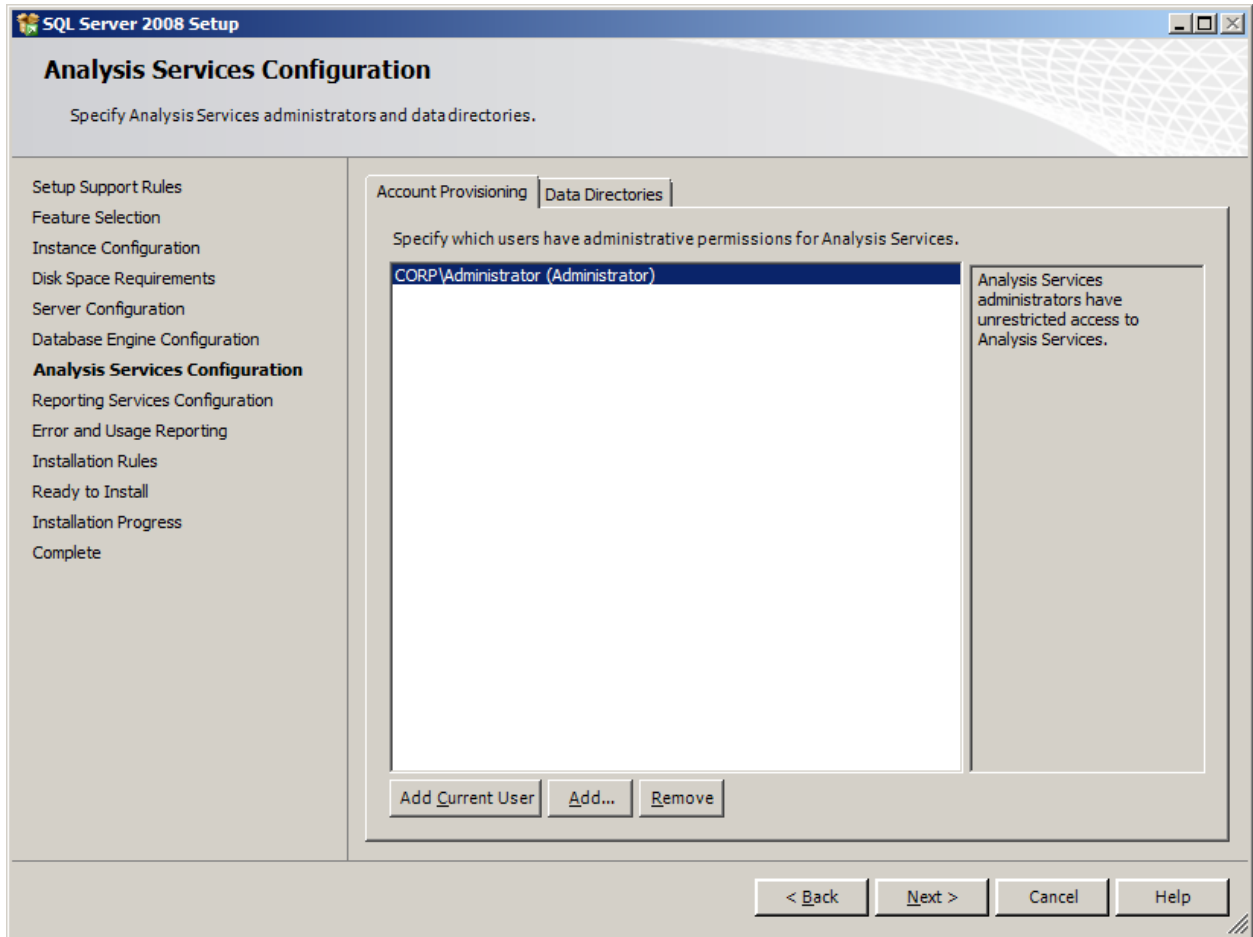 SQL Server 2008 Setup
Analysis Services Configuration
Specify Analysis Services administrators and data directories.
Setup Support Rules
Feature Selection
Instance Configuration
Disk Space Requirements
Server Configuration
Database Engine Configuration
Analysis Services Configuration
Reporting Services Configuration
Error and Usage Reporting
Installation Rules
Ready to Install
Installation Progress
Complete
Account Provisioning
Data Directories
Specify which users have administrative permissions for Analysis Services.
CORP\Administrator (Administrator)
Analysis Services
administrators have
unrestricted access to
Analysis Services.
Add Current User
Add...
Remove
< Back
Next >
Cancel
Help